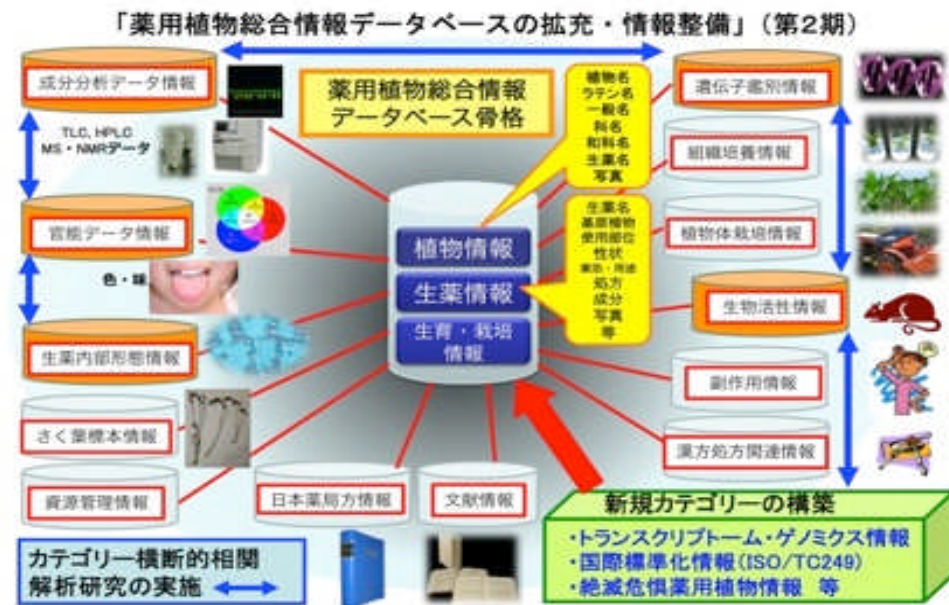 「薬用植物総合情報データベースの拡充・情報整備」(第2期)
成分分析データ情報
TLC, HPLC
MS・NMRデータ
官能データ情報
色・味
生薬内部形態情報
さく葉標本情報
資源管理情報
薬用植物総合情報
データベース骨格
植物名
ラテン名
一般名
科名
和科名
生薬名
写真
植物情報
生薬情報
生育・栽培
情報
生薬名
基原植物
使用部位
性状
薬効・用途
処方
成分
写真
等
遺伝子鑑別情報
組織培養情報
植物体栽培情報
生物活性情報
副作用情報
漢方処方関連情報
日本薬局方情報
文献情報
カテゴリー横断的相関
解析研究の実施
新規カテゴリーの構築
・トランスクリプトーム・ゲノミクス情報
・国際標準化情報(ISO/TC249)
・絶滅危惧薬用植物情報 等